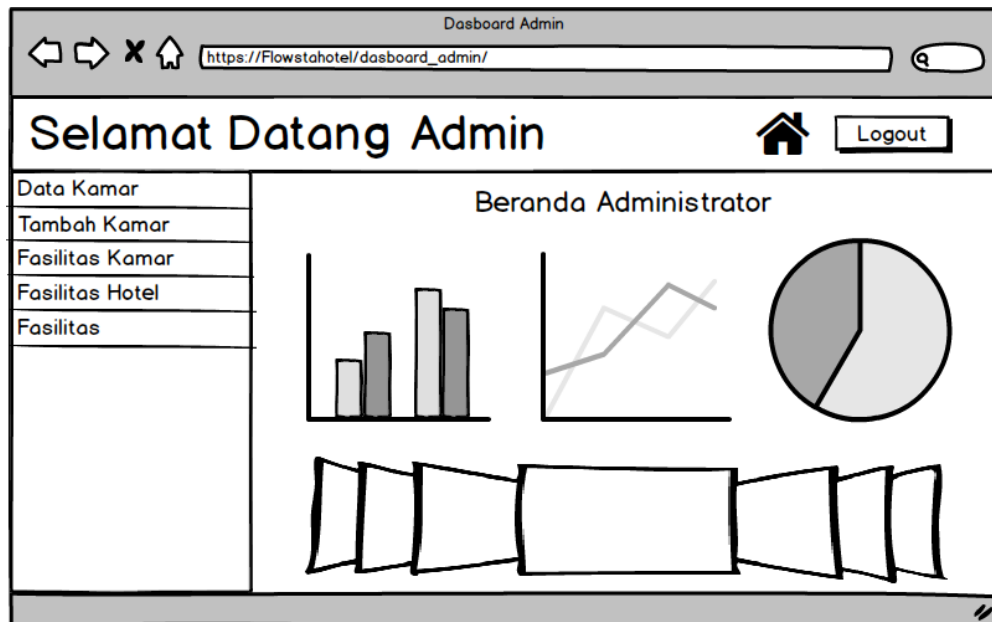 Dasboard Admin
https://Flowstahotel/dasboard_admin/
Selamat Datang Admin
Logout
Data Kamar
Tambah Kamar
Fasilitas Kamar
Fasilitas Hotel
Fasilitas
Beranda Administrator